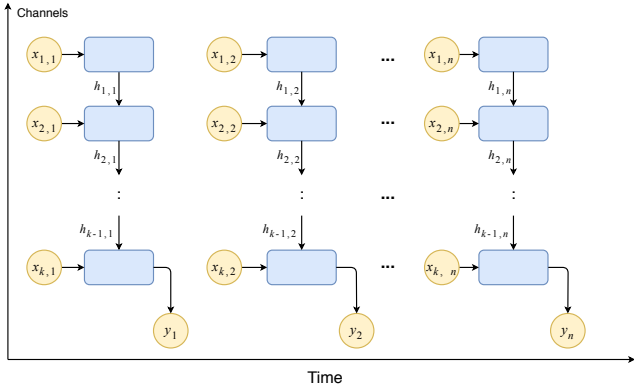 Channels
x1,1 x1,2 ... x1,n
h1,1 h1,2 h1,n
x2,1 x2,2 ... x2,n
h2,1 h2,2 h2,n
: : ... :
hk-1,1 hk-1,2 hk-1,n
xk,1 xk,2 ... xk, n
y1 y2 yn
Time